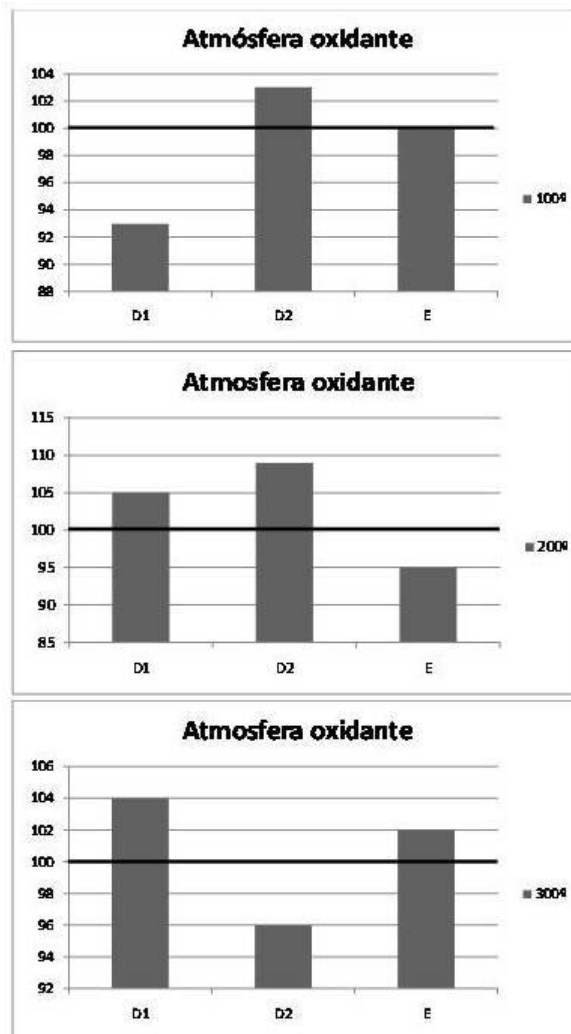 Atmósfera oxidante
104
102
100
98
96
94
92
90
88
D1 D2 E
100º
Atmosfera oxidante
115
110
105
100
95
90
85
D1 D2 E
200º
Atmosfera oxidante
106
104
102
100
98
96
94
92
D1 D2 E
300º